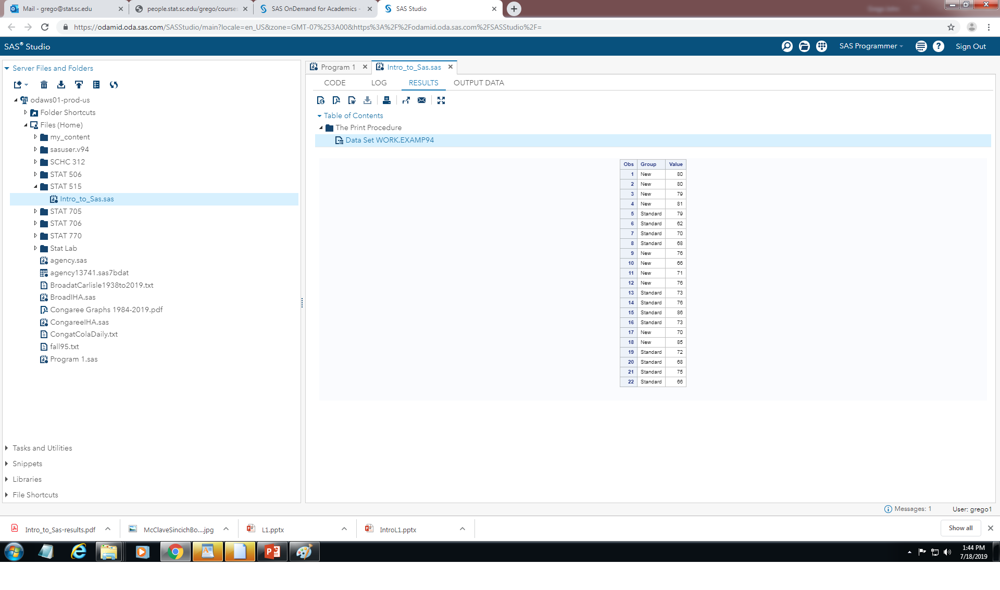 Mail - grego@stat.sc.edu
people.stat.sc.edu/grego/courses
SAS OnDemand for Academics -
SAS Studio
https://odamid.oda.sas.com/SASStudio/main?locale=en_US&zone=GMT-07%253A00&https%3A%2F%2Fodamid.oda.sas.com%2FSASStudio%2F=
SAS® Studio
SAS Programmer
Sign Out
Server Files and Folders
odaws01-prod-us
Folder Shortcuts
Files (Home)
my_content
sasuser.v94
SCHC 312
STAT 506
STAT 515
Intro_to_Sas.sas
STAT 705
STAT 706
STAT 770
Stat Lab
agency.sas
agency13741.sas7bdat
BroadatCarlisle1938to2019.txt
BroadIHA.sas
Congaree Graphs 1984-2019.pdf
CongareeIHA.sas
CongatColaDaily.txt
fall95.txt
Program 1.sas
Tasks and Utilities
Snippets
Libraries
File Shortcuts
Program 1
Intro_to_Sas.sas
CODE LOG RESULTS OUTPUT DATA
Table of Contents
The Print Procedure
Data Set WORK.EXAMP94
Obs Group Value
1 New 80
2 New 80
3 New 79
4 New 81
5 Standard 79
6 Standard 62
7 Standard 70
8 Standard 68
9 New 76
10 New 66
11 New 71
12 New 76
13 Standard 73
14 Standard 76
15 Standard 86
16 Standard 73
17 New 70
18 New 85
19 Standard 72
20 Standard 68
21 Standard 75
22 Standard 66
Messages: 1
User: grego1
Intro_to_Sas-results.pdf
McClaveSincichBo....jpg
L1.pptx
IntroL1.pptx
Show all
1:44 PM
7/18/2019